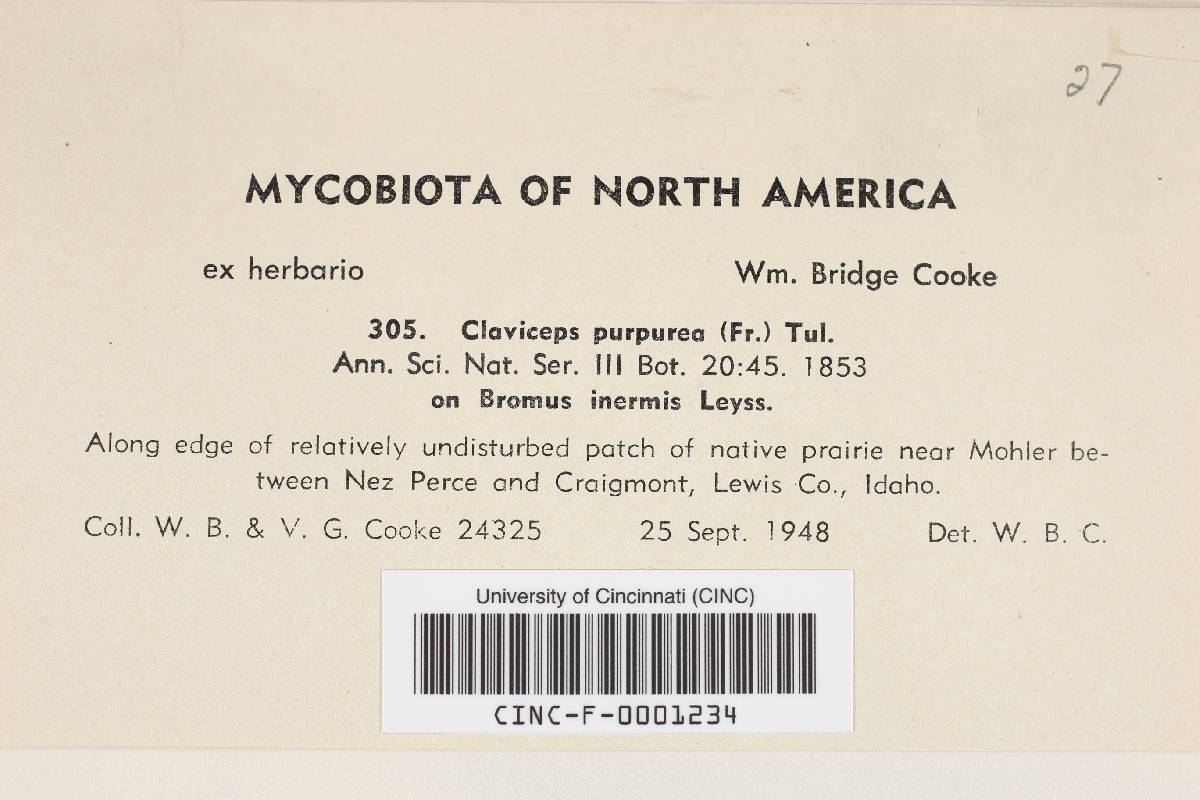 27
MYCOBIOTA OF NORTH AMERICA
ex herbario Wm. Bridge Cooke
305. Claviceps purpurea (Fr.) Tul.
Ann. Sci. Nat. Ser. III Bot. 20:45. 1853
on Bromus inermis Leyss.
Along edge of relatively undisturbed patch of native prairie near Mohler be-
tween Nez Perce and Craigmont, Lewis Co., Idaho.
Coll. W. B. & V. G. Cooke 24325 25 Sept. 1948 Det. W. B. C.
University of Cincinnati (CINC)
CINC-F-0001234